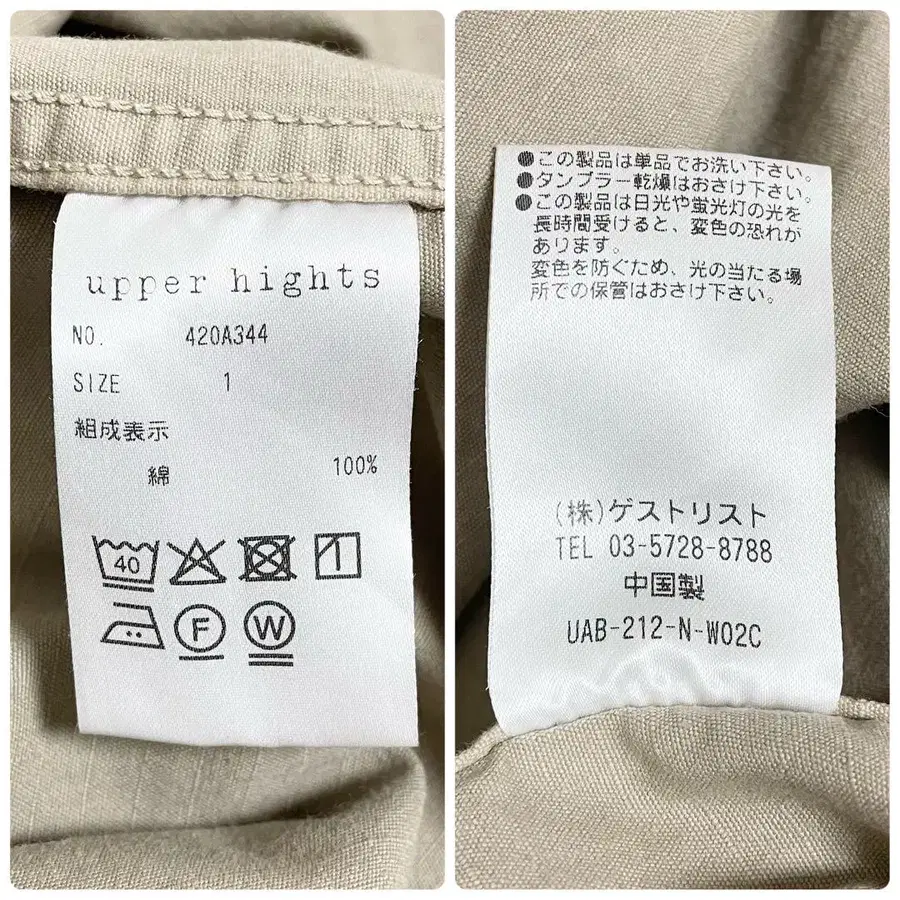 upper hights
NO. 420A344
SIZE 1
組成表示
綿 100%
40
F W
●この製品は単品でお洗い下さい。
●タンブラー乾燥はおさけ下さい。
●この製品は日光や蛍光灯の光を
長時間受けると、変色の恐れが
あります。
変色を防ぐため、光の当たる場
所での保管はおさけ下さい。
(株)ゲストリスト
TEL 03-5728-8788
中国製
UAB-212-N-W02C